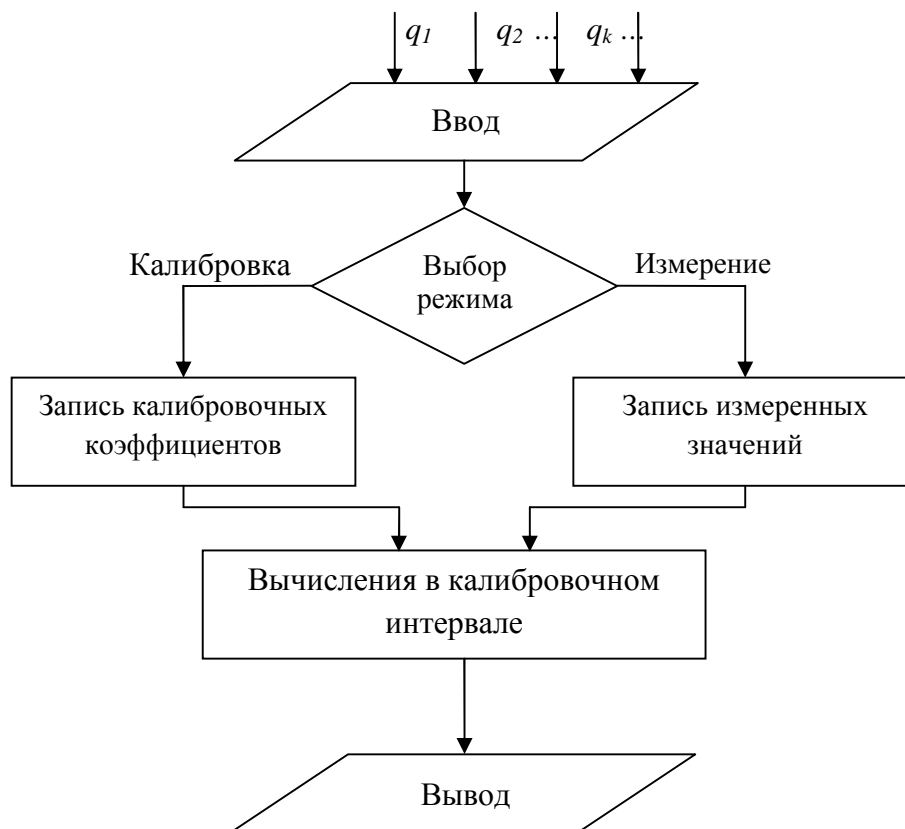 q1 q2 ... qk ...
Ввод
Калибровка
Выбор
режима
Измерение
Запись калибровочных
коэффициентов
Запись измеренных
значений
Вычисления в калибровочном
интервале
Вывод